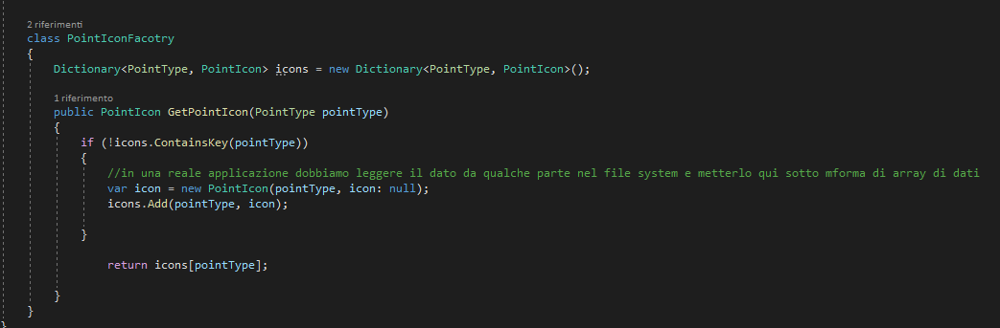 2 riferimenti
class PointIconFacotry
{
Dictionary<PointType, PointIcon> icons = new Dictionary<PointType, PointIcon>();
1 riferimento
public PointIcon GetPointIcon(PointType pointType)
{
if (!icons.ContainsKey(pointType))
{
//in una reale applicazione dobbiamo leggere il dato da qualche parte nel file system e metterlo qui sotto mforma di array di dati
var icon = new PointIcon(pointType, icon: null);
icons.Add(pointType, icon);
}
return icons[pointType];
}
}
}